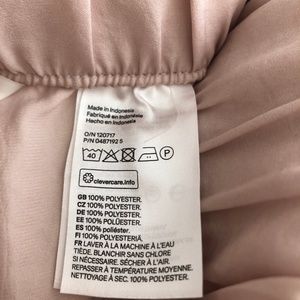 Made in Indonesia
Fabriqué en Indonésie
Hecho en Indonesia
O/N 120717
P/N 0487192 5
40 P
clevercare.info
GB 100% POLYESTER.
CZ 100% POLYESTER.
DE 100% POLYESTER.
EE 100% POLÜESTER.
ES 100% poliéster.
FI 100% POLYESTERIÄ.
FR LAVER À LA MACHINE À L'EAU
TIÈDE. BLANCHIR SANS CHLORE
SI NÉCESSAIRE. SÉCHER À L'AIR.
REPASSER À TEMPÉRATURE MOYENNE.
NETTOYABLE À SEC. 100% POLYESTER.